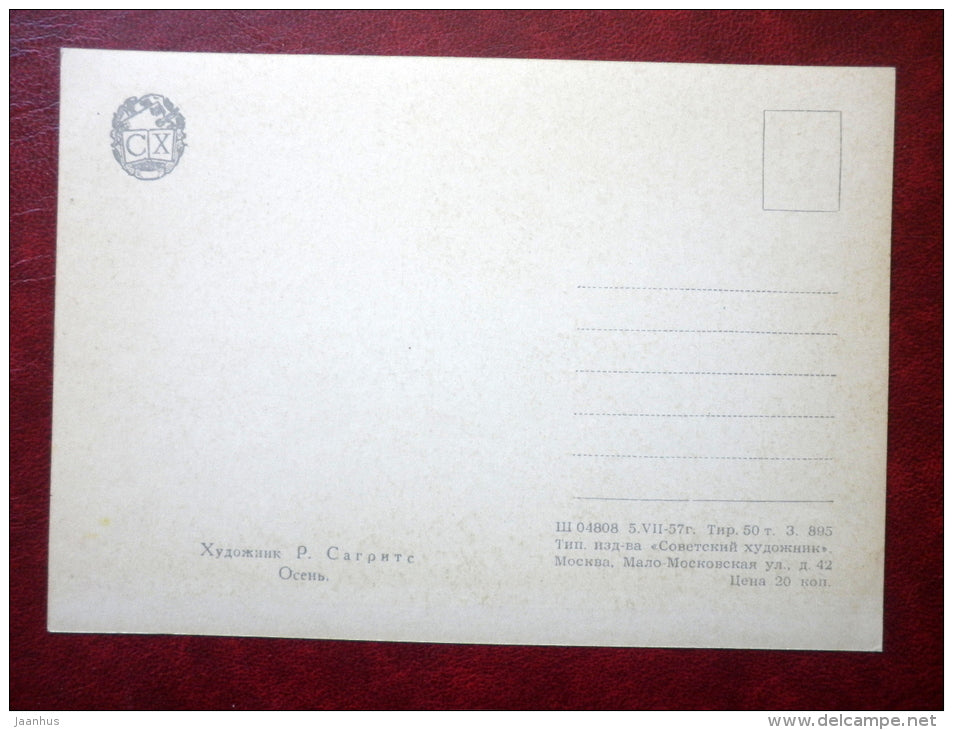 СХ
Художник Р. Сагритс
Осень.
Ш 04808 5.VII-57г. Тир. 50 т. З. 895
Тип. изд-ва «Советский художник».
Москва, Мало-Московская ул., д. 42
Цена 20 коп.
jaanhus
www.delcampe.net